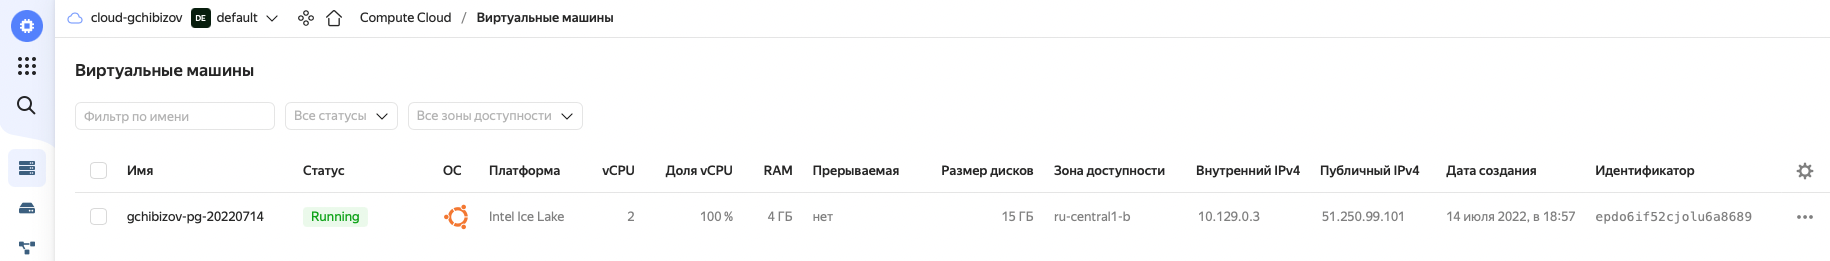 cloud-gchibizov DE default Compute Cloud / Виртуальные машины
Виртуальные машины
Фильтр по имени Все статусы Все зоны доступности
Имя Статус ОС Платформа vCPU Доля vCPU RAM Прерываемая Размер дисков Зона доступности Внутренний IPv4 Публичный IPv4 Дата создания Идентификатор
gchibizov-pg-20220714 Running Intel Ice Lake 2 100 % 4 ГБ нет 15 ГБ ru-central1-b 10.129.0.3 51.250.99.101 14 июля 2022, в 18:57 epdo6if52cjolu6a8689